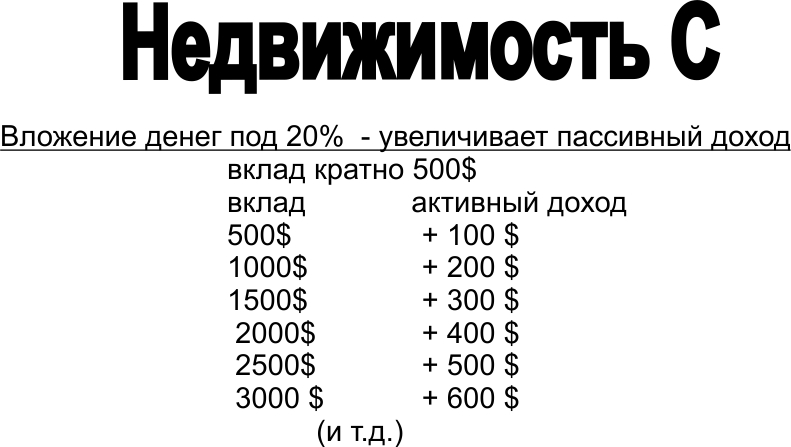 Недвижимость С
Вложение денег под 20% - увеличивает пассивный доход
вклад кратно 500$
вклад активный доход
500$ + 100 $
1000$ + 200 $
1500$ + 300 $
2000$ + 400 $
2500$ + 500 $
3000 $ + 600 $
(и т.д.)